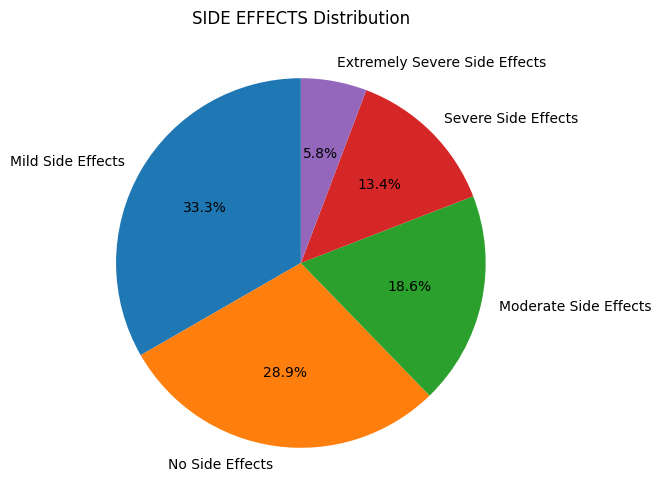 SIDE EFFECTS Distribution
Extremely Severe Side Effects
Severe Side Effects
Mild Side Effects
5.8%
13.4%
33.3%
18.6%
Moderate Side Effects
28.9%
No Side Effects